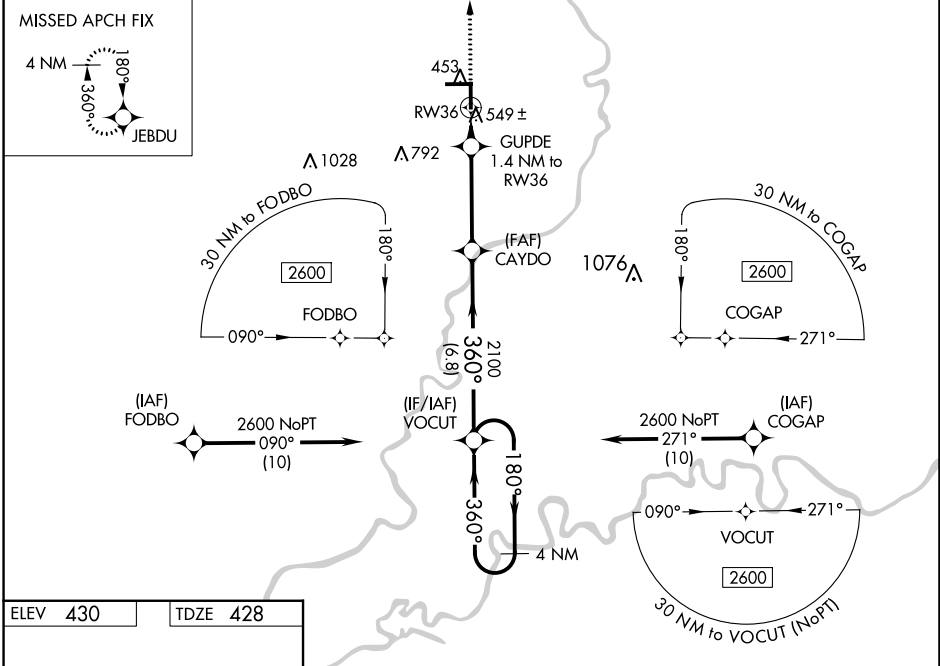 MISSED APCH FIX
4 NM
180°
360°
JEBDU
453
RW36
549 ±
GUPDE
1.4 NM to
RW36
1028
792
30 NM to FODBO
180°
2600
FODBO
090°
(FAF)
CAYDO
1076
30 NM to COGAP
180°
2600
COGAP
271°
2100
360°
(6.8)
(IAF)
FODBO
2600 NoPT
090°
(10)
(IF/IAF)
VOCUT
2600 NoPT
271°
(10)
(IAF)
COGAP
180°
360°
4 NM
090°
271°
VOCUT
2600
30 NM to VOCUT (NoPT)
ELEV 430
TDZE 428